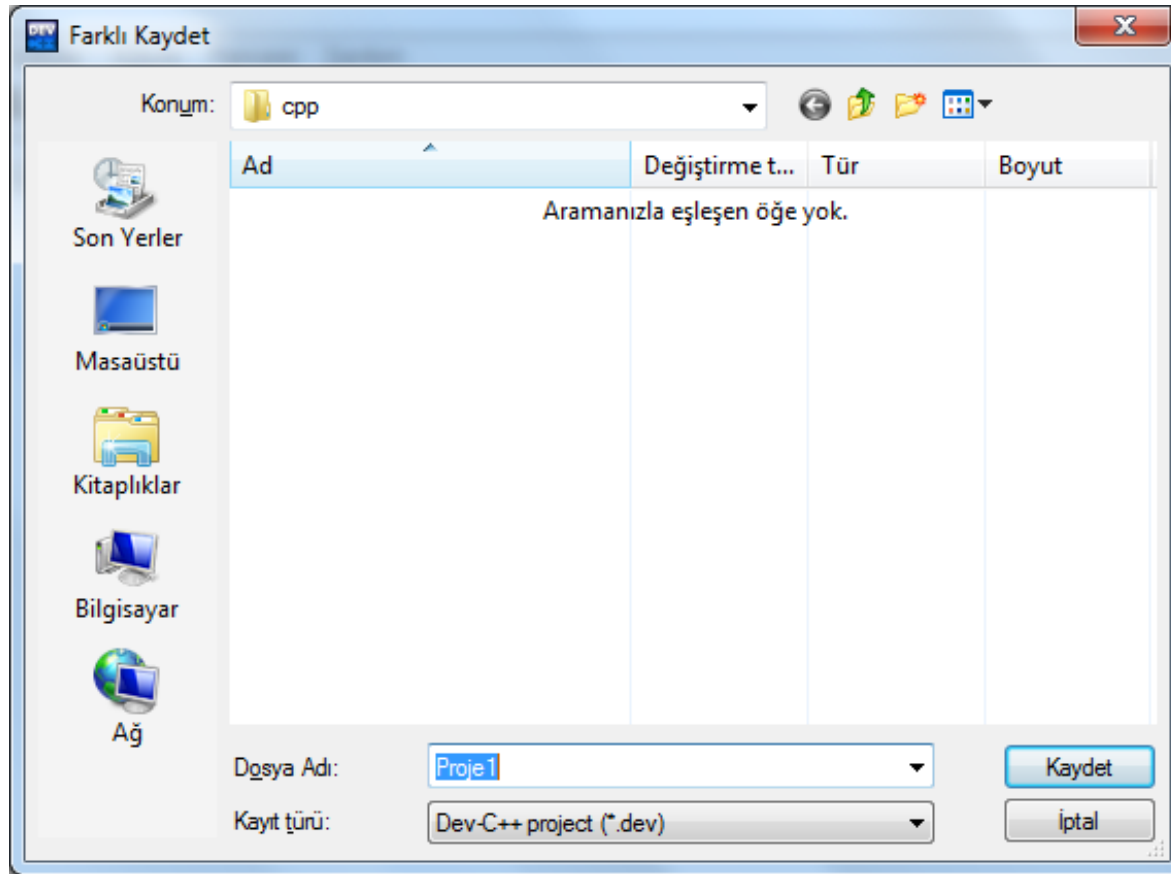 DEV
Farklı Kaydet
Konum:
cpp
Ad
Değiştirme t...
Tür
Boyut
Aramanızla eşleşen öğe yok.
Son Yerler
Masaüstü
Kitaplıklar
Bilgisayar
Ağ
Dosya Adı:
Proje1
Kaydet
Kayıt türü:
Dev-C++ project (*.dev)
İptal